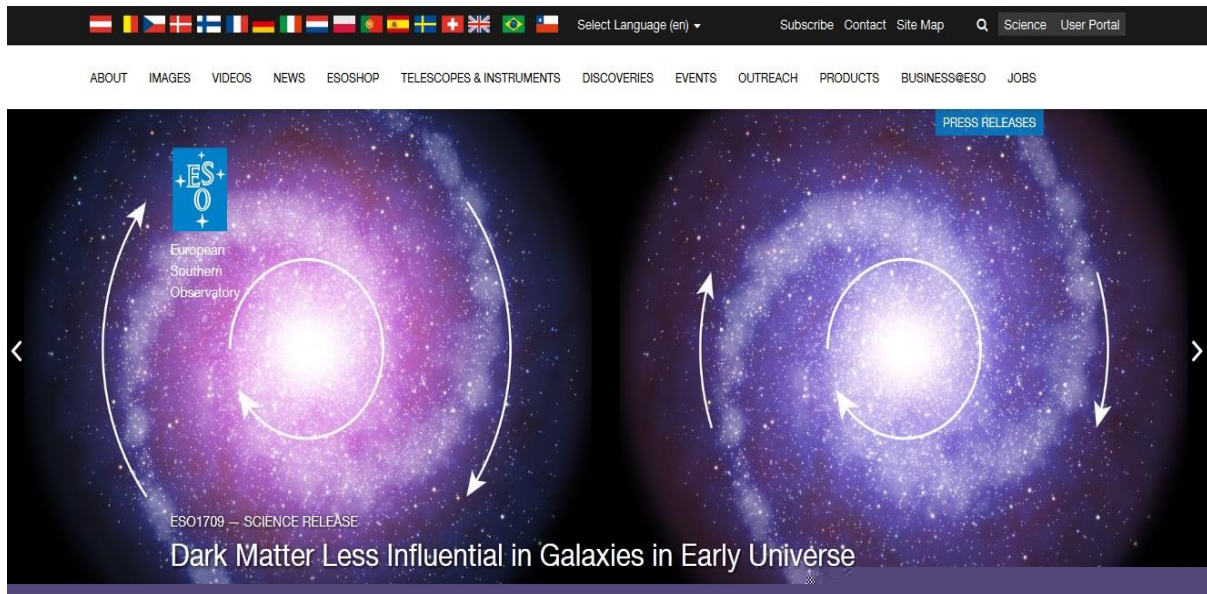 Select Language (en)
Subscribe Contact Site Map Science User Portal
ABOUT IMAGES VIDEOS NEWS ESOSHOP TELESCOPES & INSTRUMENTS DISCOVERIES EVENTS OUTREACH PRODUCTS BUSINESS@ESO JOBS
PRESS RELEASES
ES
O
European
Southern
Observatory
ESO1709 — SCIENCE RELEASE
Dark Matter Less Influential in Galaxies in Early Universe